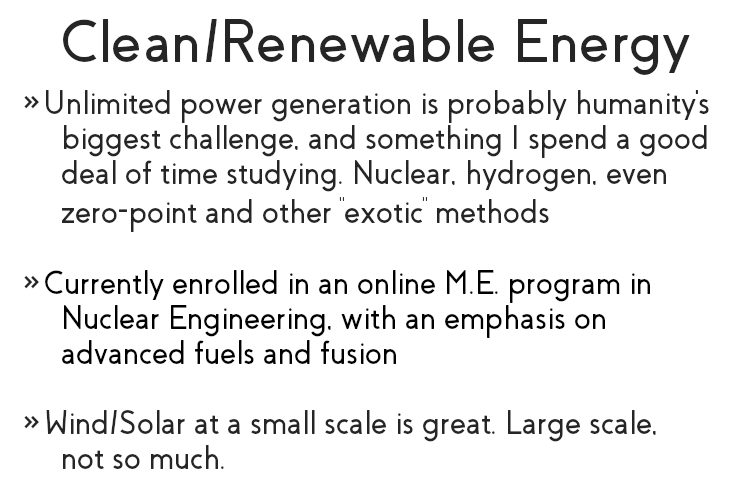 Clean/Renewable Energy
» Unlimited power generation is probably humanity's
biggest challenge, and something I spend a good
deal of time studying. Nuclear, hydrogen, even
zero-point and other "exotic" methods
» Currently enrolled in an online M.E. program in
Nuclear Engineering, with an emphasis on
advanced fuels and fusion
» Wind/Solar at a small scale is great. Large scale,
not so much.